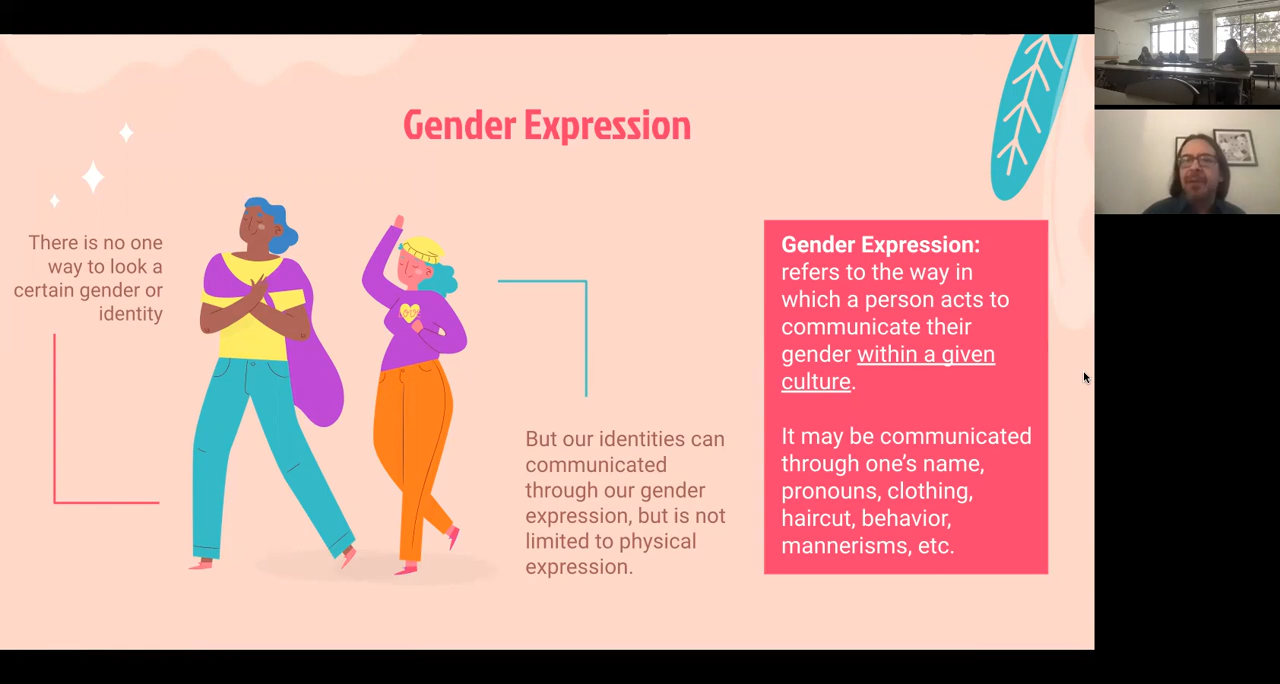 Gender Expression
There is no one
way to look a
certain gender or
identity
But our identities can
communicated
through our gender
expression, but is not
limited to physical
expression.
Gender Expression:
refers to the way in
which a person acts to
communicate their
gender within a given
culture.
It may be communicated
through one's name,
pronouns, clothing,
haircut, behavior,
mannerisms, etc.